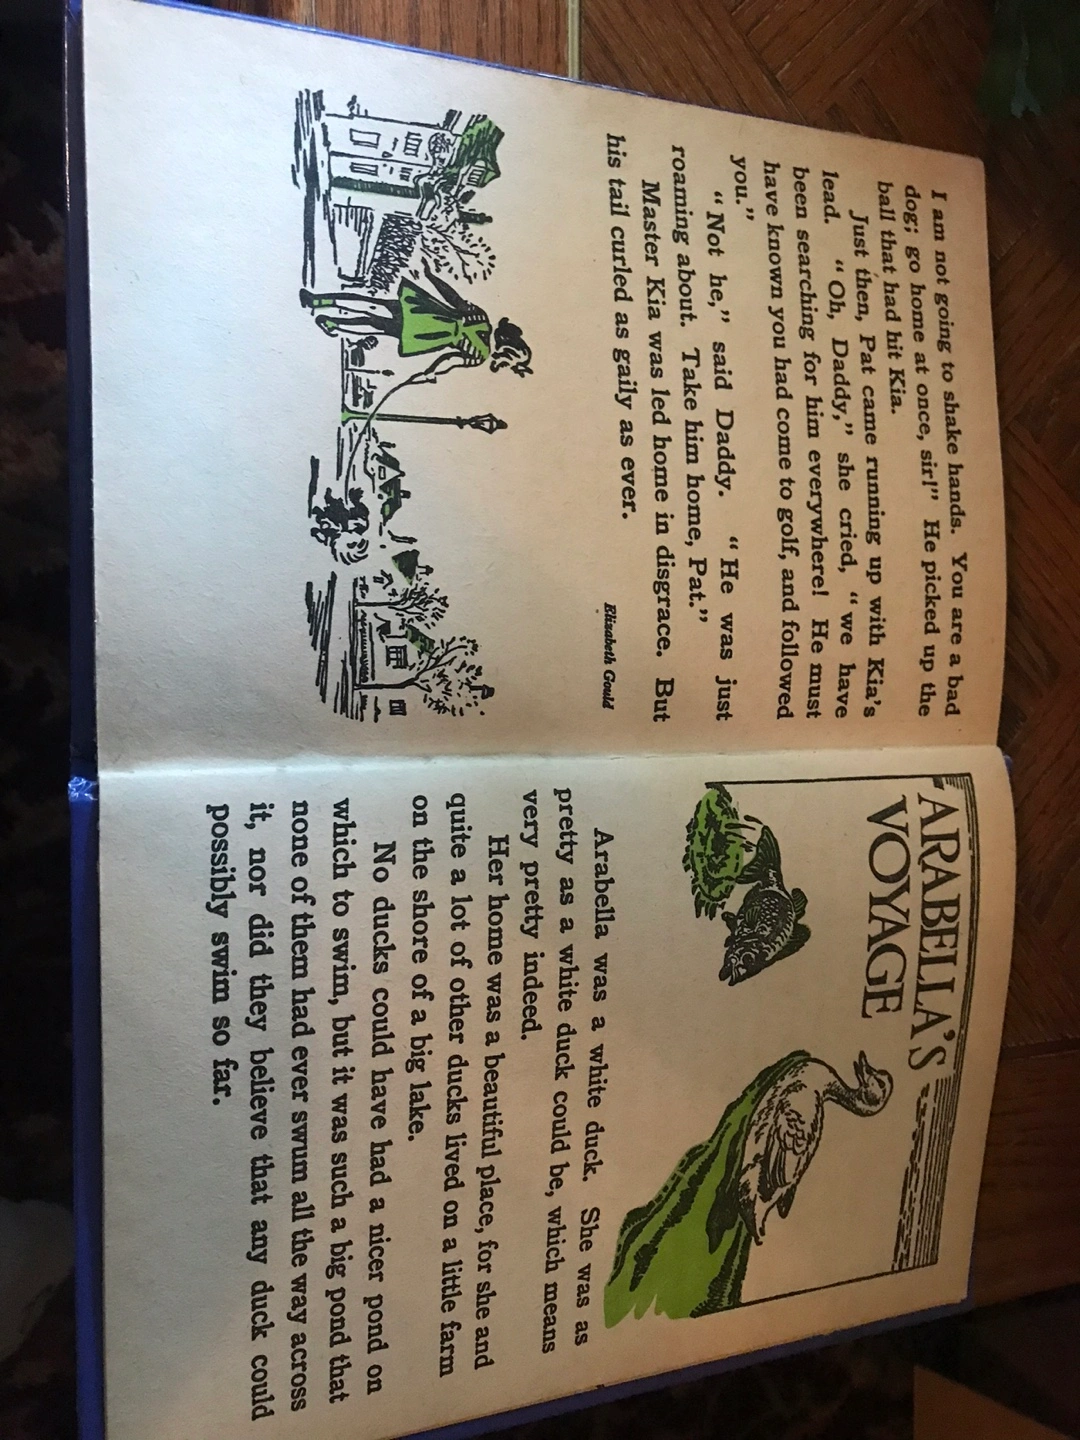 I am not going to shake hands. You are a bad
dog; go home at once, sir!” He picked up the
ball that had hit Kia.
Just then, Pat came running up with Kia’s
lead. “Oh, Daddy,” she cried, “we have
been searching for him everywhere! He must
have known you had come to golf, and followed
you.”
“Not he,” said Daddy. “He was just
roaming about. Take him home, Pat.”
Master Kia was led home in disgrace. But
his tail curled as gaily as ever.
Elizabeth Gould
ARABELLA’S
VOYAGE
Arabella was a white duck. She was as
pretty as a white duck could be, which means
very pretty indeed.
Her home was a beautiful place, for she and
quite a lot of other ducks lived on a little farm
on the shore of a big lake.
No ducks could have had a nicer pond on
which to swim, but it was such a big pond that
none of them had ever swum all the way across
it, nor did they believe that any duck could
possibly swim so far.